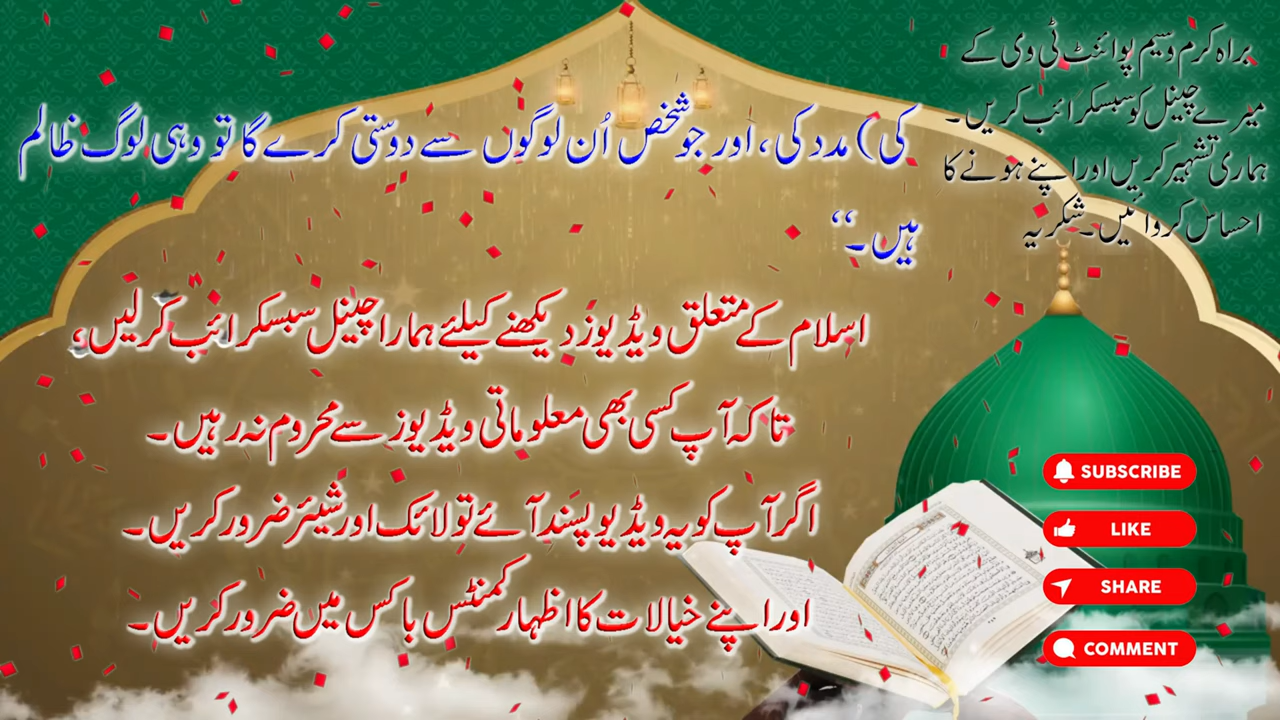 براہ کرم وسیم پوائنٹ ٹی وی کے
میرے چینل کو سبسکرائب کریں۔
ہماری تشہیر کریں اور اپنے ہونے کا
احساس کروائیں۔ شکریہ
کی) مدد کی، اور جو شخص اُن لوگوں سے دوستی کرے گا تو وہی لوگ ظالم
ہیں۔‘‘
اسلام کے متعلق ویڈیوز دیکھنے کیلئے ہمارا چینل سبسکرائب کرلیں،
تاکہ آپ کسی بھی معلوماتی ویڈیوز سے محروم نہ رہیں۔
اگر آپ کو یہ ویڈیو پسند آئے تو لائک اور شیئر ضرور کریں۔
اور اپنے خیالات کا اظہار کمنٹس باکس میں ضرور کریں۔
SUBSCRIBE
LIKE
SHARE
COMMENT